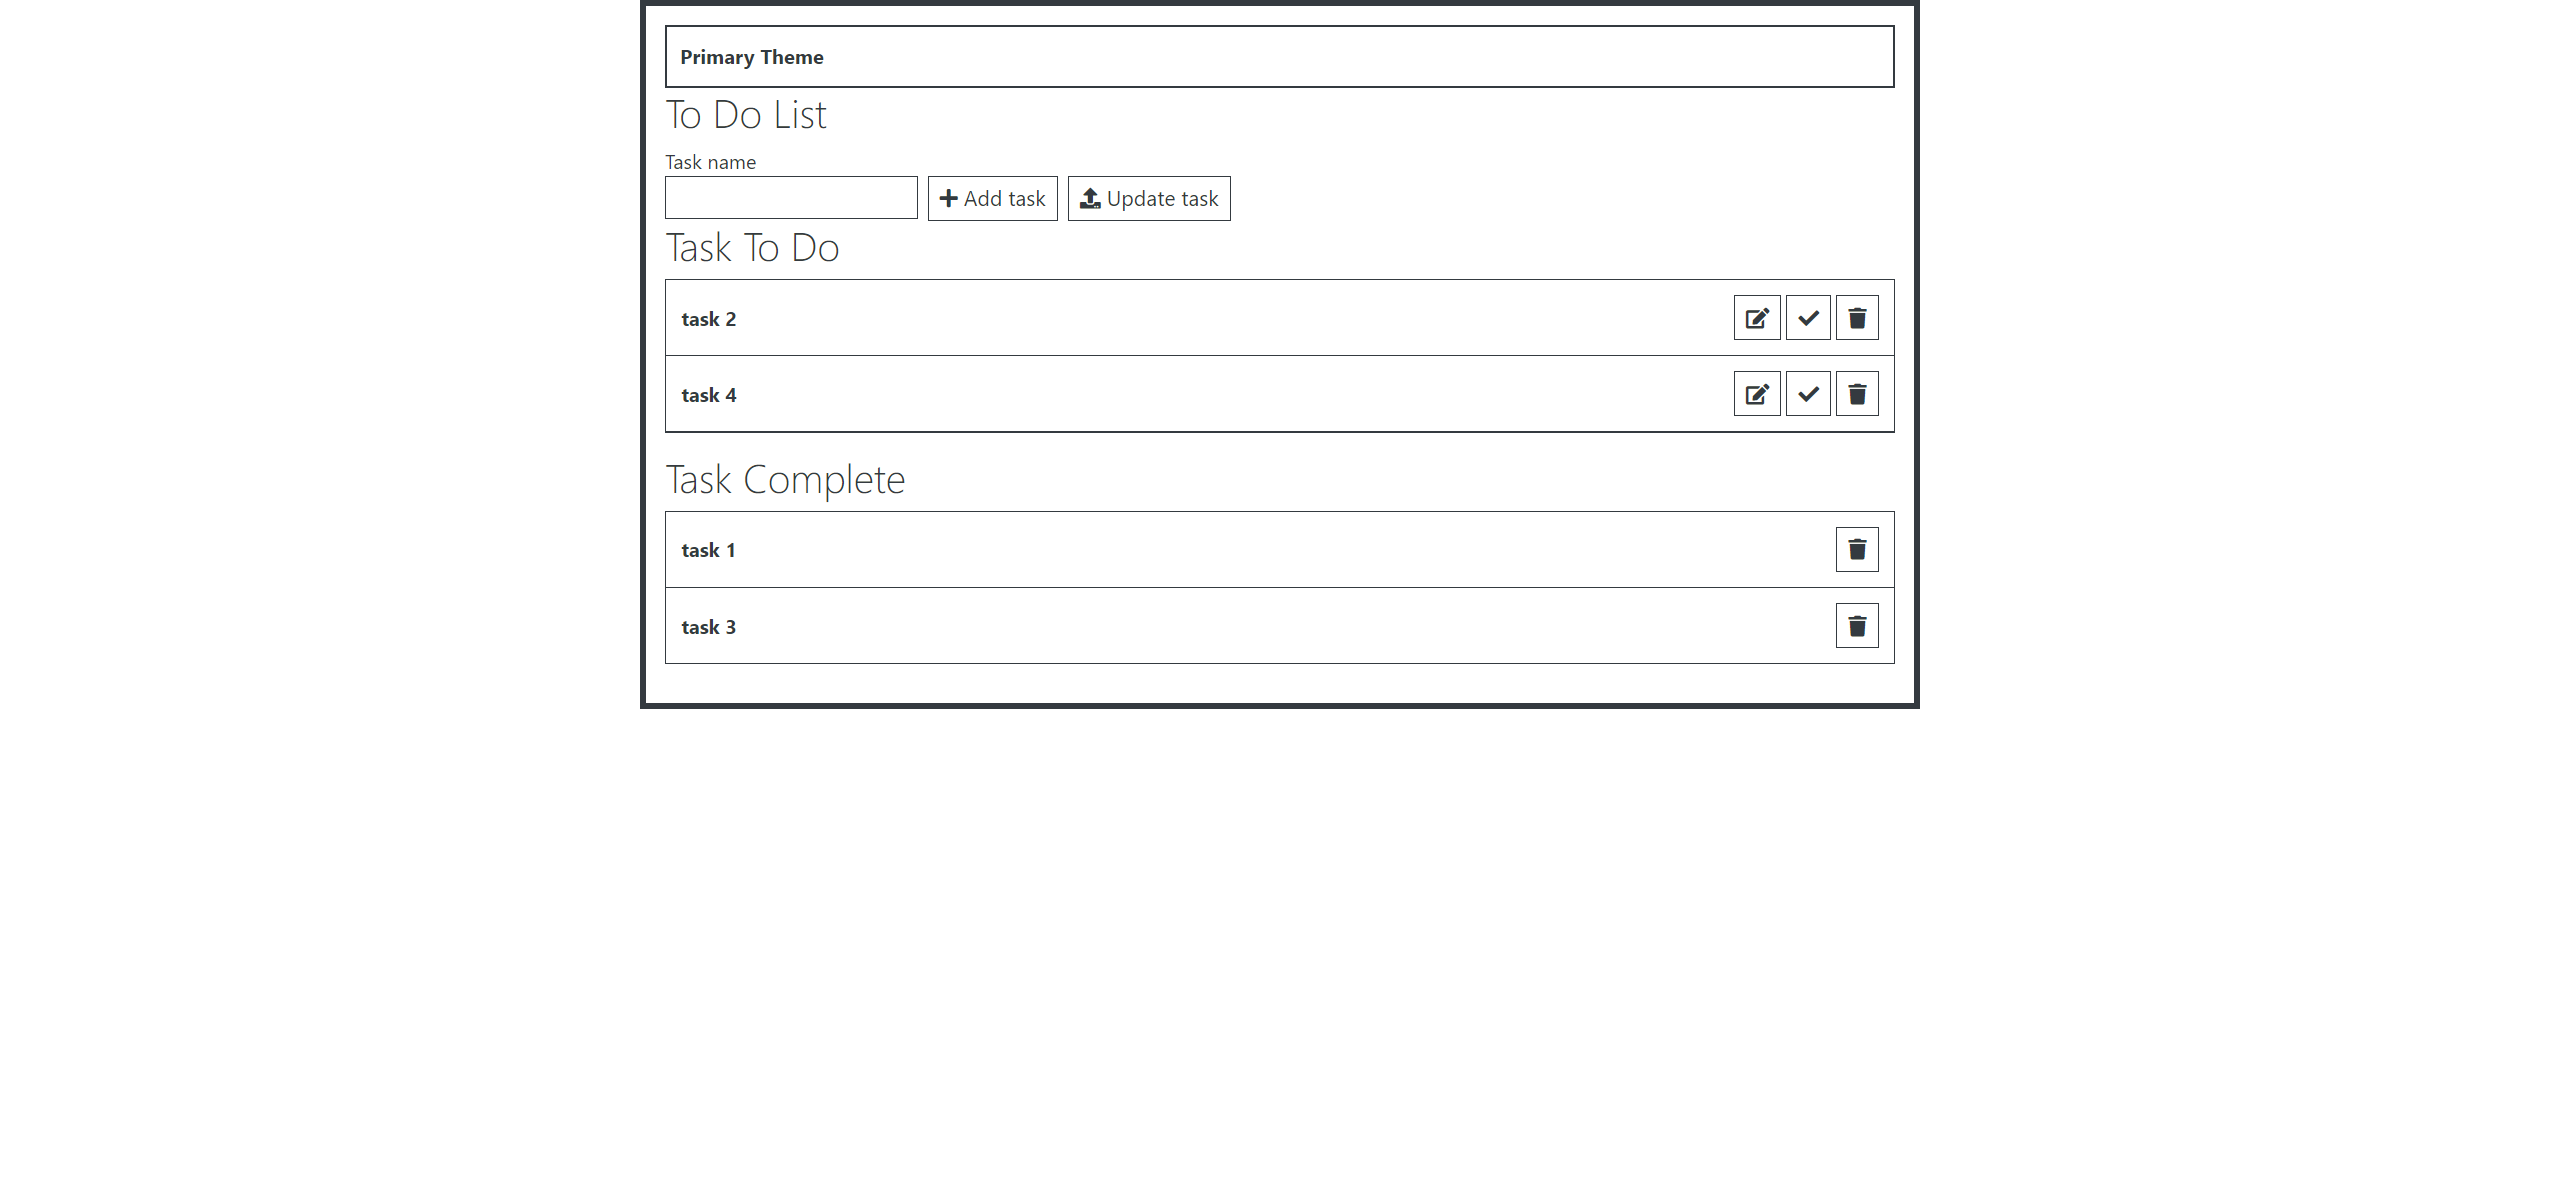 Primary Theme
To Do List
Task name
Add task Update task
Task To Do
task 2
task 4
Task Complete
task 1
task 3